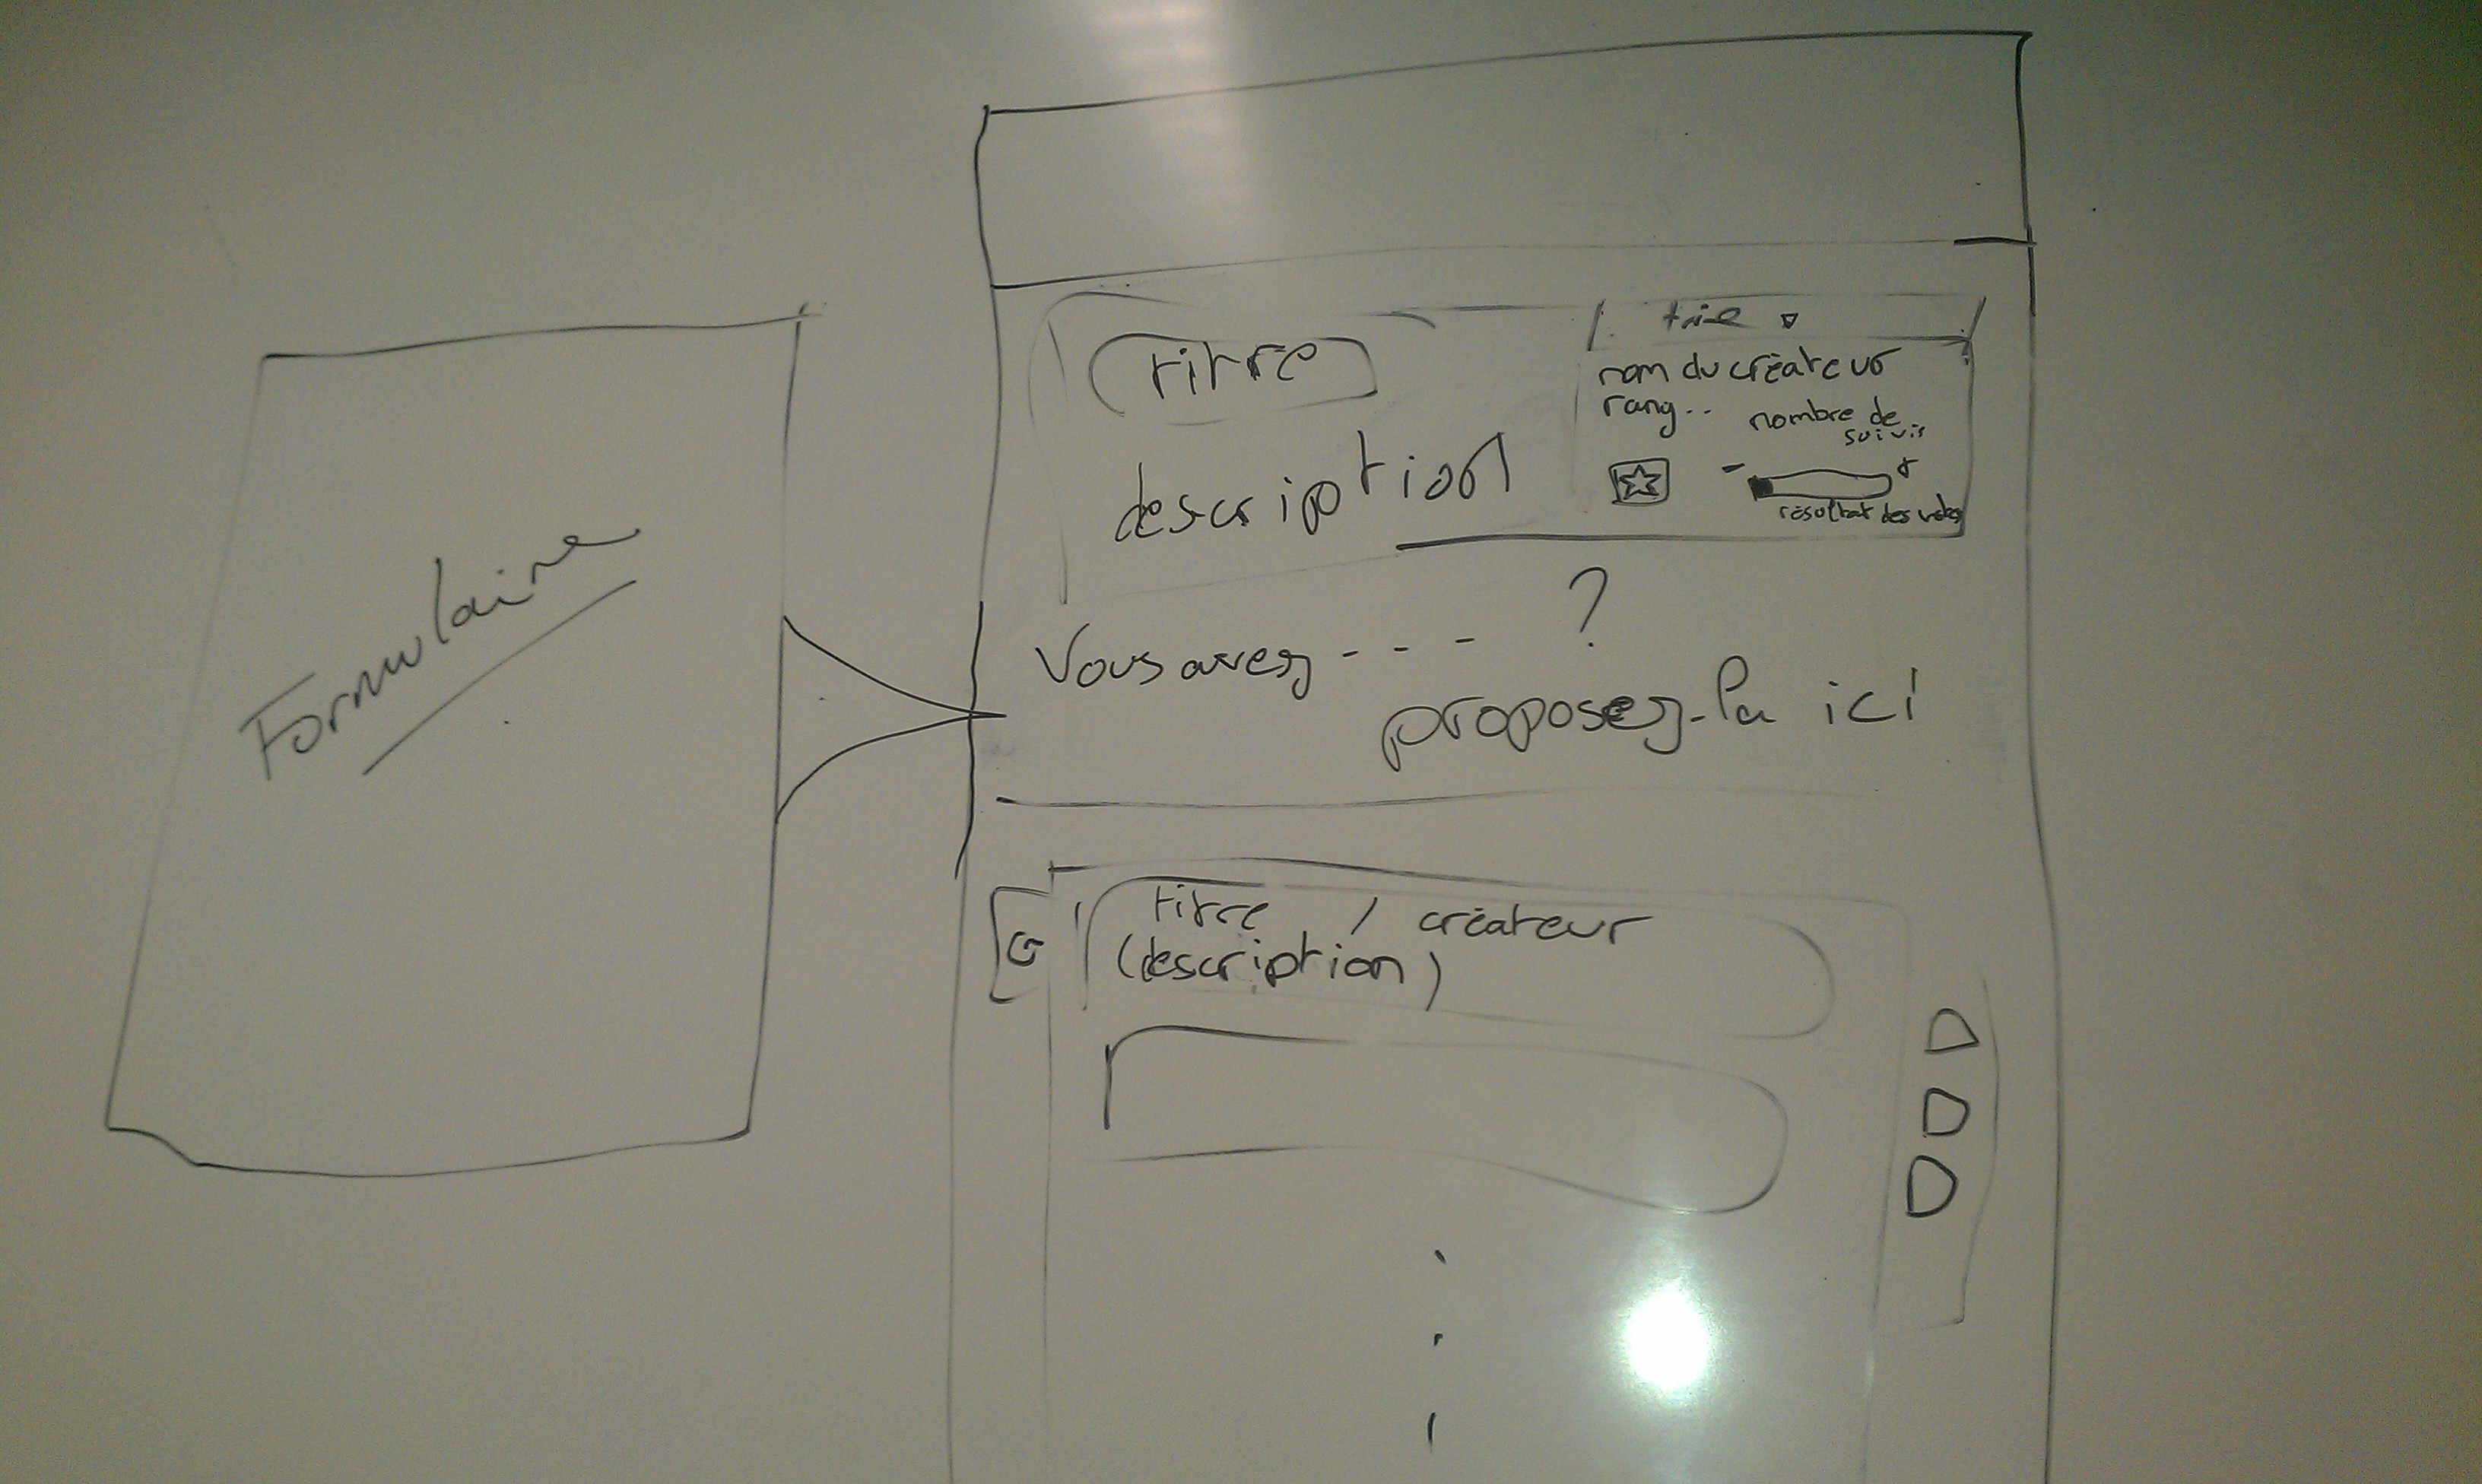 Formulaire
titre
description
trie
nom du créateur
rang..
nombre de
suivis
- +
résultat des votes
Vous avez - - - ?
proposez-la ici
titre / créateur
(description)
G